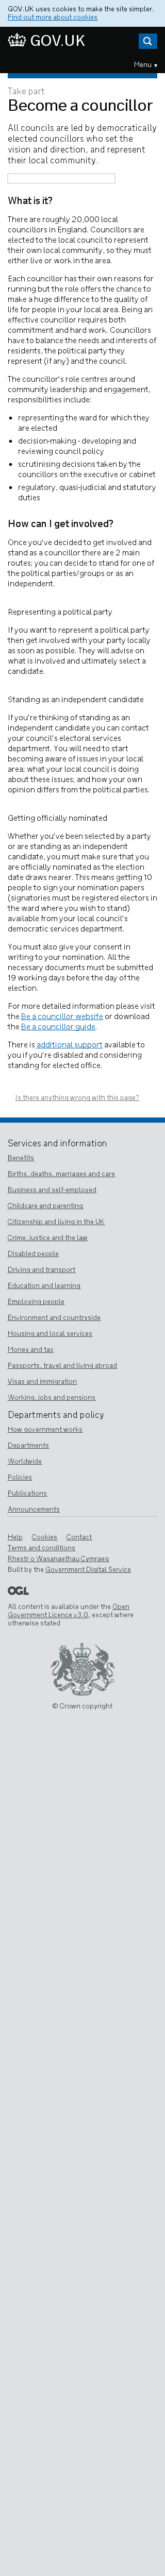 GOV.UK uses cookies to make the site simpler.
Find out more about cookies
GOV.UK
Menu ▾
Take part
Become a councillor
All councils are led by democratically
elected councillors who set the
vision and direction, and represent
their local community.
What is it?
There are roughly 20,000 local
councillors in England. Councillors are
elected to the local council to represent
their own local community, so they must
either live or work in the area.
Each councillor has their own reasons for
running but the role offers the chance to
make a huge difference to the quality of
life for people in your local area. Being an
effective councillor requires both
commitment and hard work. Councillors
have to balance the needs and interests of
residents, the political party they
represent (if any) and the council.
The councillor's role centres around
community leadership and engagement,
responsibilities include:
• representing the ward for which they
are elected
• decision-making - developing and
reviewing council policy
• scrutinising decisions taken by the
councillors on the executive or cabinet
• regulatory, quasi-judicial and statutory
duties
How can I get involved?
Once you've decided to get involved and
stand as a councillor there are 2 main
routes; you can decide to stand for one of
the political parties/groups or as an
independent.
Representing a political party
If you want to represent a political party
then get involved with your party locally
as soon as possible. They will advise on
what is involved and ultimately select a
candidate.
Standing as an independent candidate
If you're thinking of standing as an
independent candidate you can contact
your council's electoral services
department. You will need to start
becoming aware of issues in your local
area; what your local council is doing
about these issues; and how your own
opinion differs from the political parties.
Getting officially nominated
Whether you've been selected by a party
or are standing as an independent
candidate, you must make sure that you
are officially nominated as the election
date draws nearer. This means getting 10
people to sign your nomination papers
(signatories must be registered electors in
the ward where you wish to stand)
available from your local council's
democratic services department.
You must also give your consent in
writing to your nomination. All the
necessary documents must be submitted
19 working days before the day of the
election.
For more detailed information please visit
the Be a councillor website or download
the Be a councillor guide.
There is additional support available to
you if you're disabled and considering
standing for elected office.
Is there anything wrong with this page?
Services and information
Benefits
Births, deaths, marriages and care
Business and self-employed
Childcare and parenting
Citizenship and living in the UK
Crime, justice and the law
Disabled people
Driving and transport
Education and learning
Employing people
Environment and countryside
Housing and local services
Money and tax
Passports, travel and living abroad
Visas and immigration
Working, jobs and pensions
Departments and policy
How government works
Departments
Worldwide
Policies
Publications
Announcements
Help Cookies Contact
Terms and conditions
Rhestr o Wasanaethau Cymraeg
Built by the Government Digital Service
OGL
All content is available under the Open
Government Licence v3.0, except where
otherwise stated
© Crown copyright